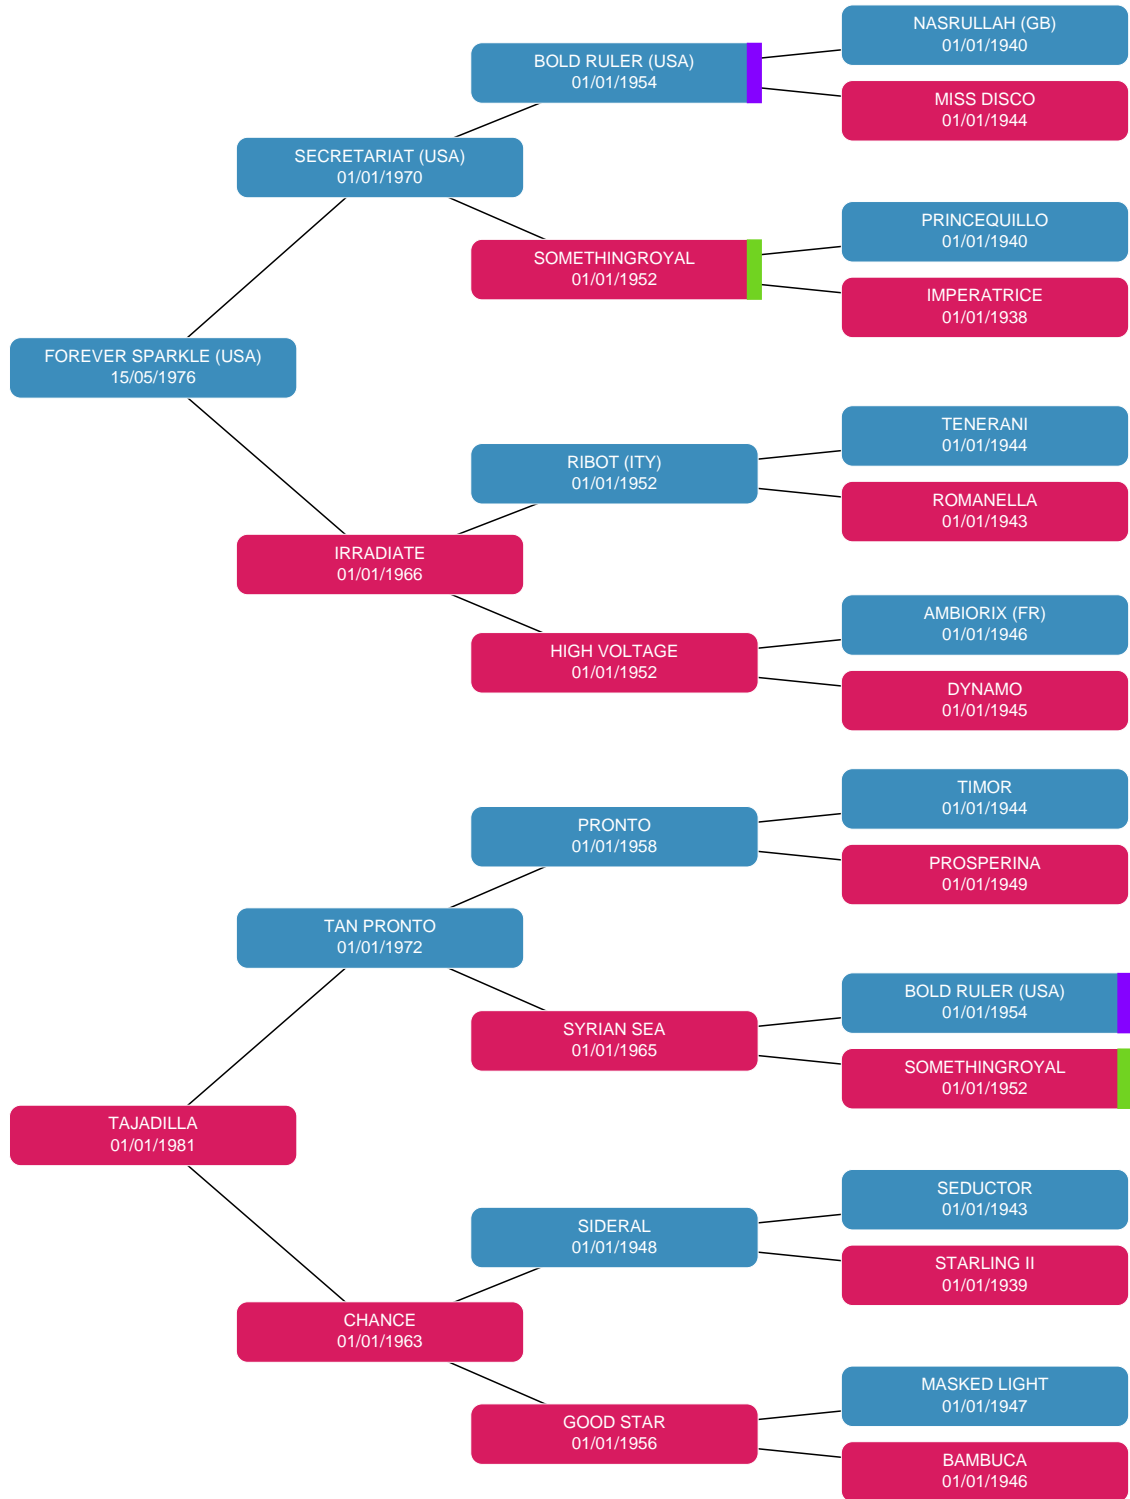 NASRULLAH (GB)
01/01/1940
BOLD RULER (USA)
01/01/1954
MISS DISCO
01/01/1944
SECRETARIAT (USA)
01/01/1970
PRINCEQUILLO
01/01/1940
SOMETHINGROYAL
01/01/1952
IMPERATRICE
01/01/1938
FOREVER SPARKLE (USA)
15/05/1976
TENERANI
01/01/1944
RIBOT (ITY)
01/01/1952
ROMANELLA
01/01/1943
IRRADIATE
01/01/1966
AMBIORIX (FR)
01/01/1946
HIGH VOLTAGE
01/01/1952
DYNAMO
01/01/1945
TIMOR
01/01/1944
PRONTO
01/01/1958
PROSPERINA
01/01/1949
TAN PRONTO
01/01/1972
BOLD RULER (USA)
01/01/1954
SYRIAN SEA
01/01/1965
SOMETHINGROYAL
01/01/1952
TAJADILLA
01/01/1981
SEDUCTOR
01/01/1943
SIDERAL
01/01/1948
STARLING II
01/01/1939
CHANCE
01/01/1963
MASKED LIGHT
01/01/1947
GOOD STAR
01/01/1956
BAMBUCA
01/01/1946